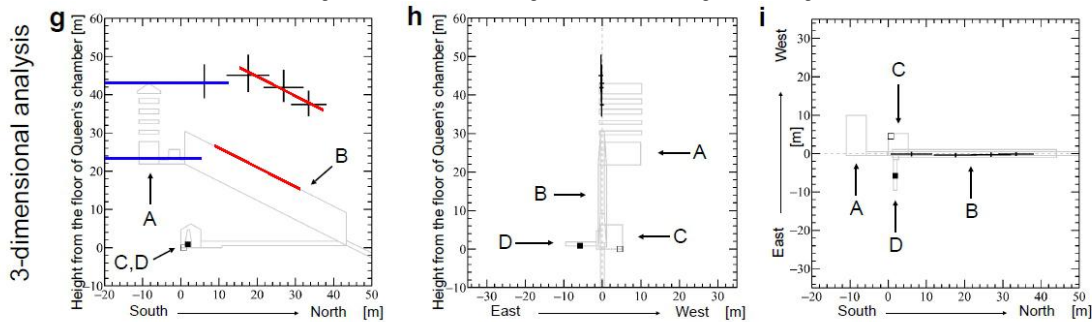 3-dimensional analysis
g
Height from the floor of Queen's chamber [m]
60
50
40
30
20
10
0
−10
−20
−10
0
10
20
30
40
50
South
North
[m]
A
B
C,D
h
Height from the floor of Queen's chamber [m]
60
50
40
30
20
10
0
−10
−30
−20
−10
0
10
20
30
East
West
[m]
A
B
C
D
i
West
East
[m]
30
20
10
0
−10
−20
−30
−20
−10
0
10
20
30
40
50
South
North
[m]
A
B
C
D